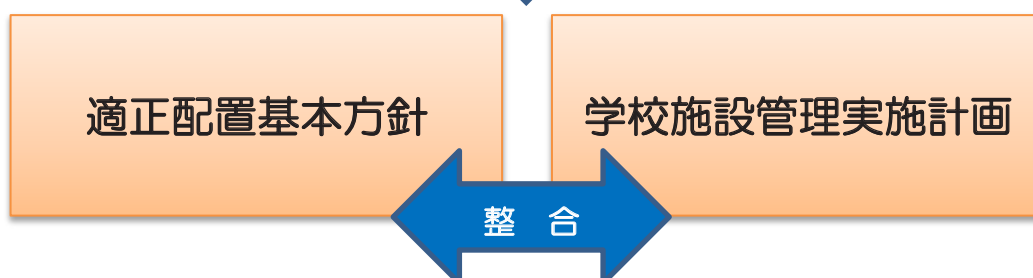 適正配置基本方針
学校施設管理実施計画
整 合